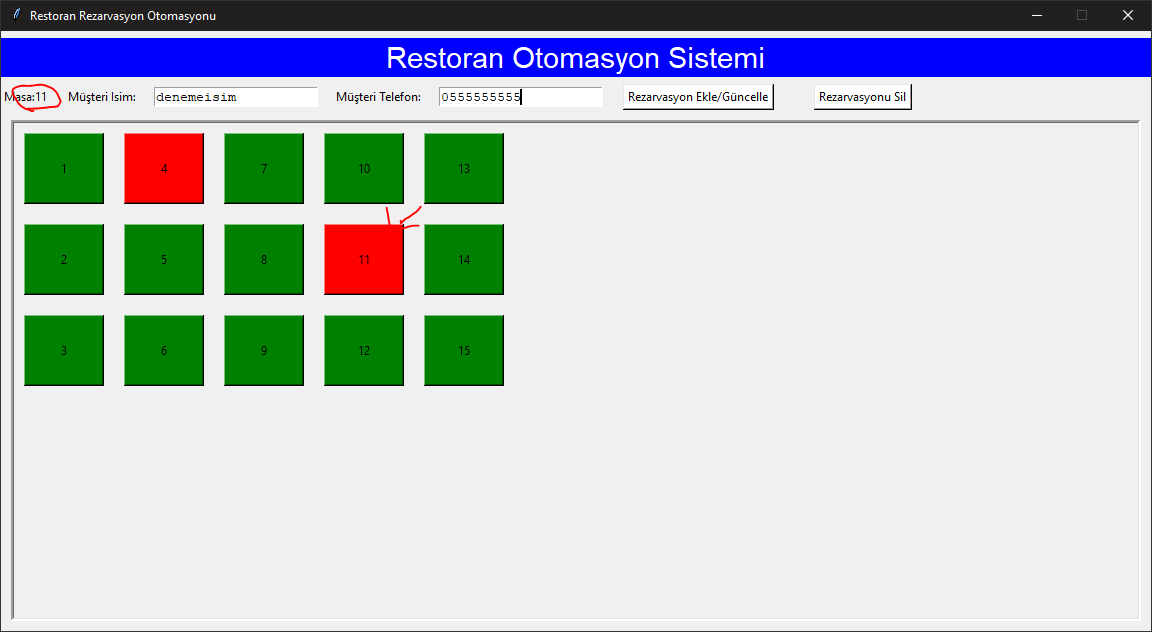 Restoran Rezarvasyon Otomasyonu
Restoran Otomasyon Sistemi
Masa:11 Müşteri Isim: denemeisim Müşteri Telefon: 0555555555 Rezarvasyon Ekle/Güncelle Rezarvasyonu Sil
1 4 7 10 13
2 5 8 11 14
3 6 9 12 15